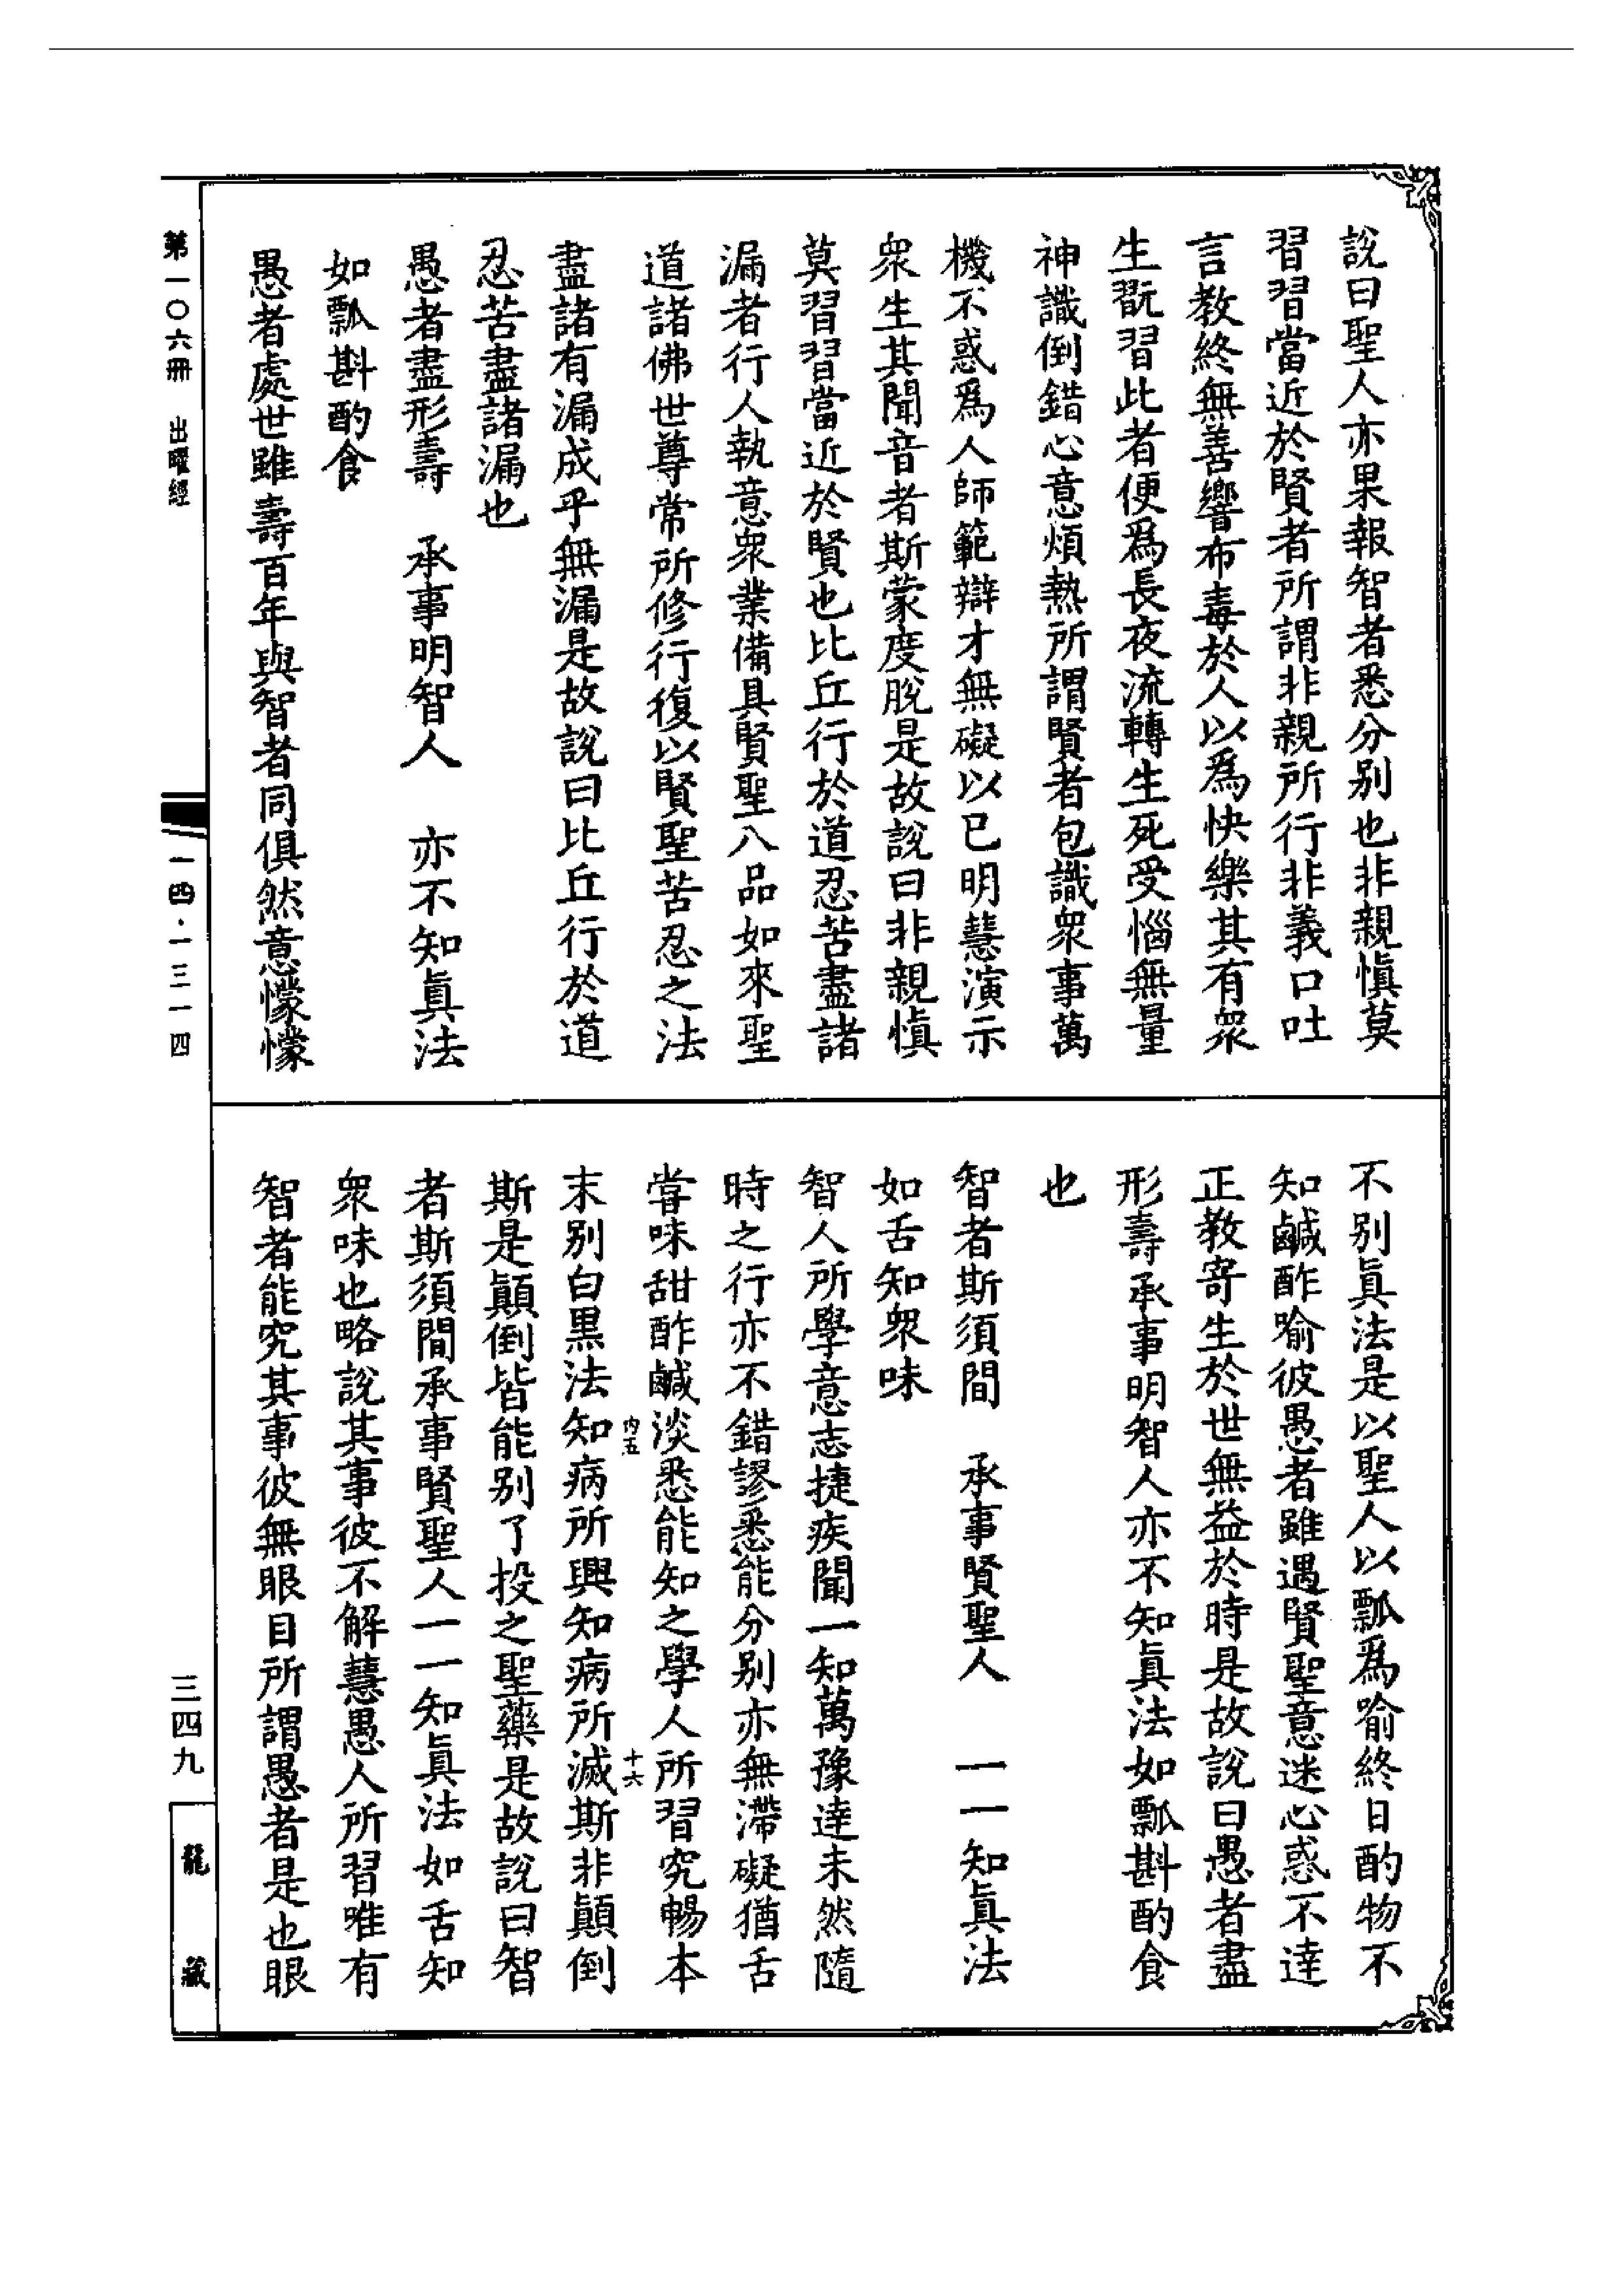 說曰聖人亦果報智者悉分別也非親愼莫
習習當近於賢者所謂非親所行非義口吐
言教終無善響布毒於人以爲快樂其有衆
生翫習此者便爲長夜流轉生死受惱無量
神識倒錯心意煩熱所謂賢者包識衆事萬
機不惑爲人師範辯才無礙以已明慧演示
衆生其聞音者斯蒙度脫是故說曰非親愼
莫習習當近於賢也比丘行於道忍苦盡諸
漏者行人執意衆業備具賢聖八品如來聖
道諸佛世尊常所修行復以賢聖苦忍之法
盡諸有漏成乎無漏是故說曰比丘行於道
忍苦盡諸漏也
愚者盡形壽　承事明智人　亦不知眞法
如瓢斟酌食
愚者處世雖壽百年與智者同俱然意懞懞
不別眞法是以聖人以瓢爲喻終日酌物不
知鹹酢喻彼愚者雖遇賢聖意迷心惑不達
正教寄生於世無益於時是故說曰愚者盡
形壽承事明智人亦不知眞法如瓢斟酌食
也
智者斯須間　承事賢聖人　一一知眞法
如舌知衆味
智人所學意志捷疾聞一知萬豫達未然隨
時之行亦不錯謬悉能分別亦無滯礙猶舌
甞味甜酢鹹淡悉能知之學人所習究暢本
內五　十六
末別白黑法知病所興知病所滅斯非顚倒
斯是顚倒皆能別了投之聖藥是故說曰智
者斯須間承事賢聖人一一知眞法如舌知
衆味也略說其事彼不解慧愚人所習唯有
智者能究其事彼無眼目所謂愚者是也眼
第一〇六冊　出曜經
一四·一三一四
三四九
龍藏